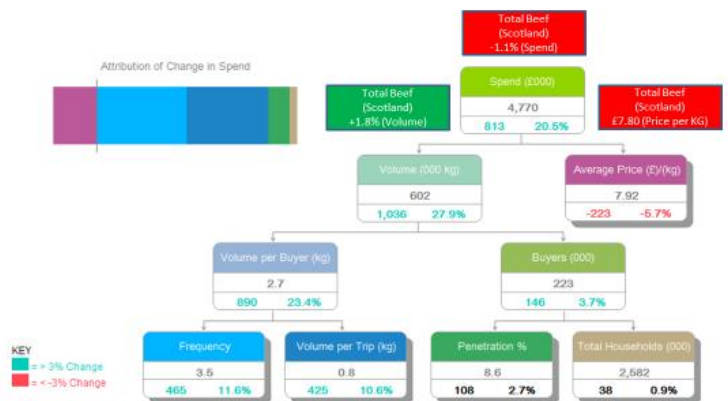 Total Beef
(Scotland)
-1.1% (Spend)
Attribution of Change in Spend
Total Beef
(Scotland)
+1.8% (Volume)
Spend (£000)
4,770
813 20.5%
Total Beef
(Scotland)
£7.80 (Price per KG)
Volume (000 kg)
602
1,036 27.9%
Average Price (£)/(kg)
7.92
-223 -5.7%
Volume per Buyer (kg)
2.7
890 23.4%
Buyers (000)
223
146 3.7%
KEY
= > 3% Change
= < -3% Change
Frequency
3.5
465 11.6%
Volume per Trip (kg)
0.8
425 10.6%
Penetration %
8.6
108 2.7%
Total Households (000)
2,582
38 0.9%